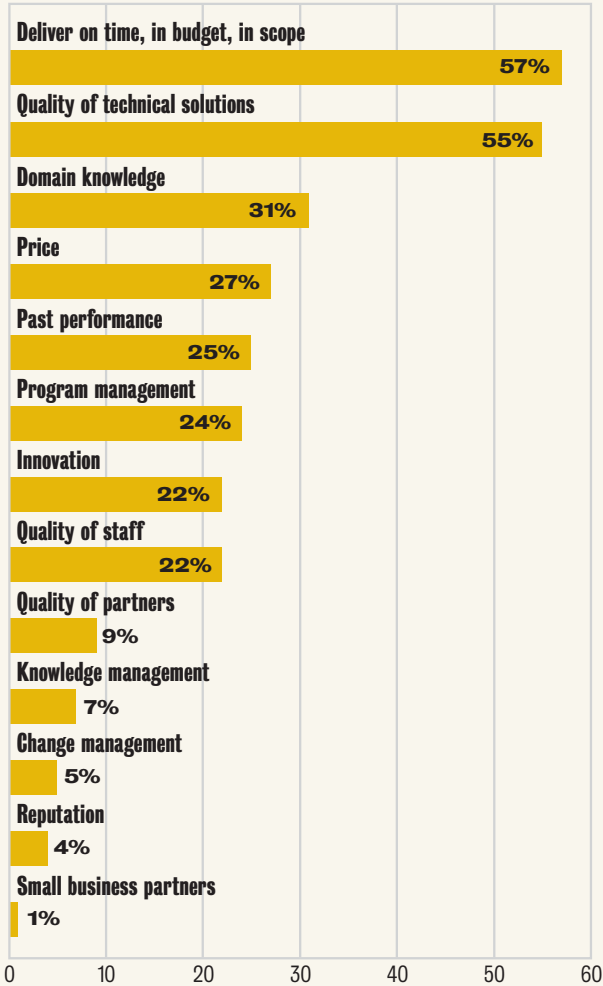 Deliver on time, in budget, in scope
57%
Quality of technical solutions
55%
Domain knowledge
31%
Price
27%
Past performance
25%
Program management
24%
Innovation
22%
Quality of staff
22%
Quality of partners
9%
Knowledge management
7%
Change management
5%
Reputation
4%
Small business partners
1%
0 10 20 30 40 50 60